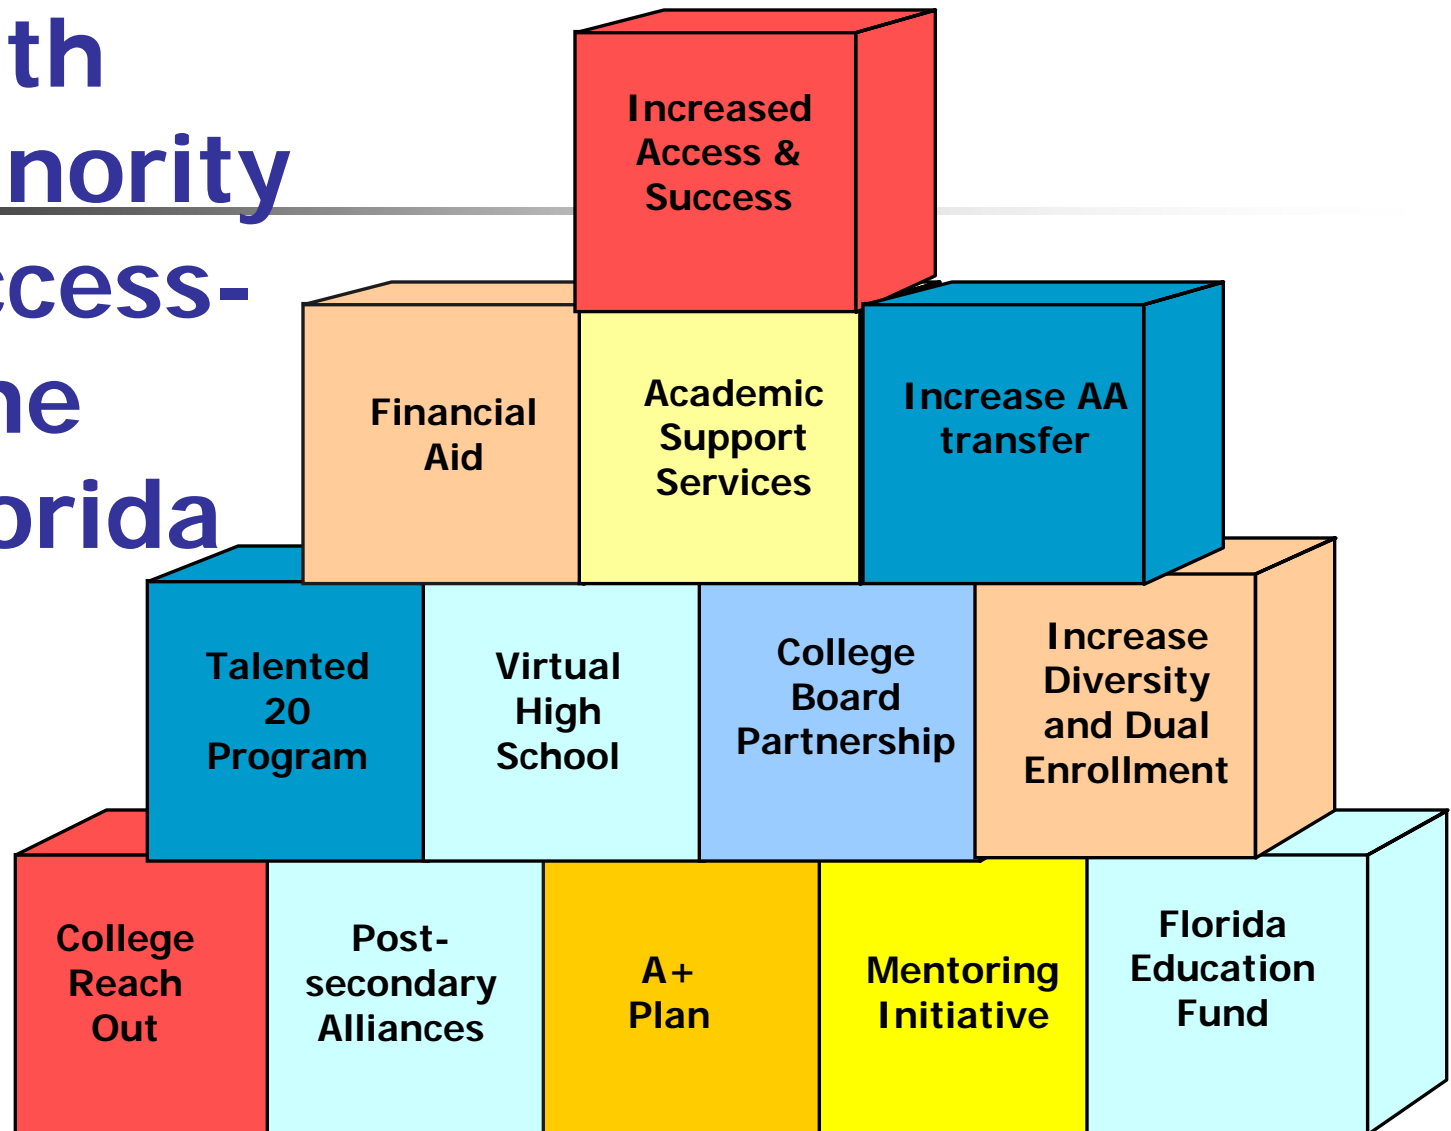 th
nority
ccess-
ne
orida
Increased
Access &
Success
Financial
Aid
Academic
Support
Services
Increase AA
transfer
Talented
20
Program
Virtual
High
School
College
Board
Partnership
Increase
Diversity
and Dual
Enrollment
College
Reach
Out
Post-
secondary
Alliances
A+
Plan
Mentoring
Initiative
Florida
Education
Fund